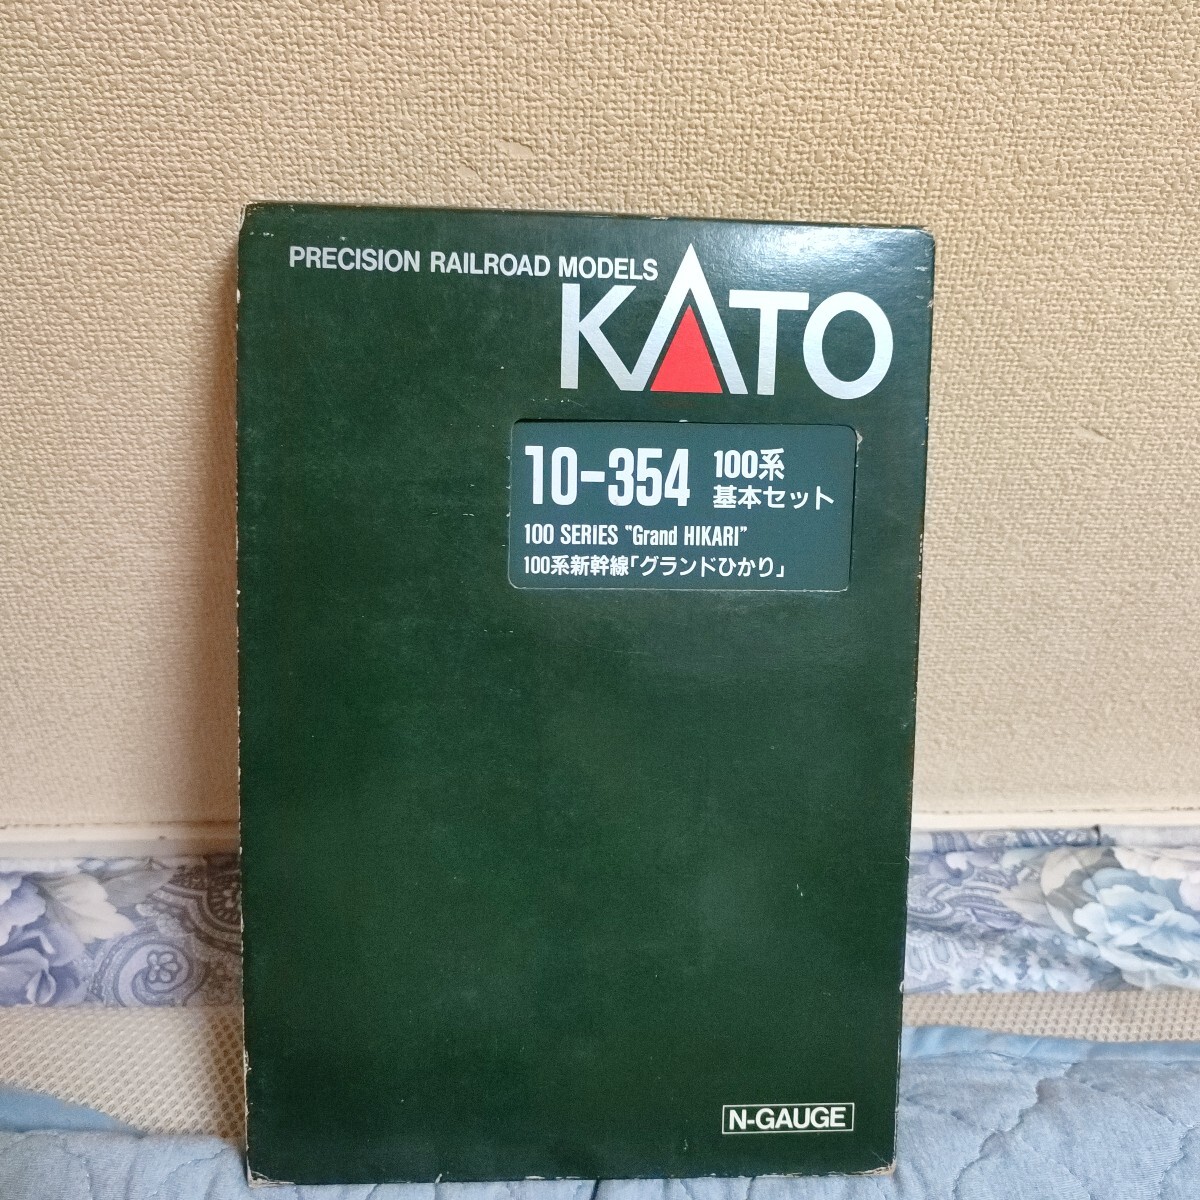 PRECISION RAILROAD MODELS
KATO
10-354 100系
基本セット
100 SERIES "Grand HIKARI"
100系新幹線「グランドひかり」
N-GAUGE